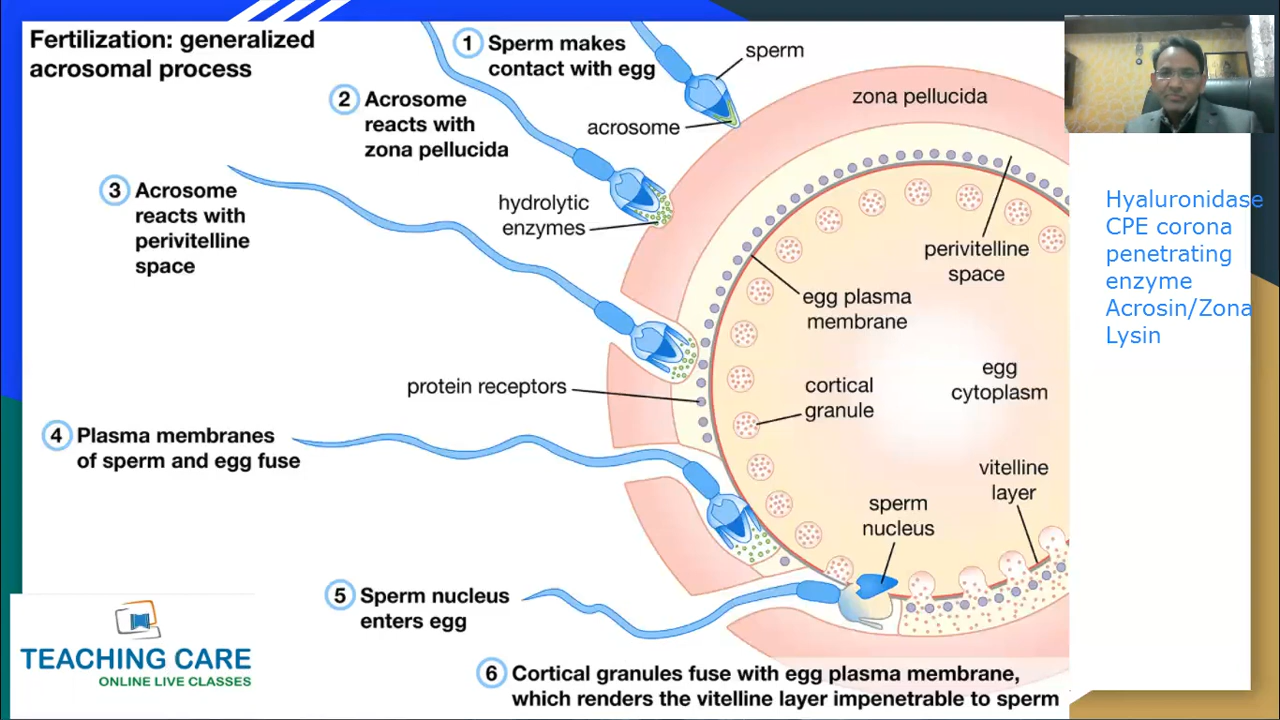 Fertilization: generalized
acrosomal process
1 Sperm makes
contact with egg
sperm
acrosome
zona pellucida
2 Acrosome
reacts with
zona pellucida
hydrolytic
enzymes
3 Acrosome
reacts with
perivitelline
space
perivitelline
space
egg plasma
membrane
protein receptors
cortical
granule
egg
cytoplasm
4 Plasma membranes
of sperm and egg fuse
vitelline
layer
sperm
nucleus
5 Sperm nucleus
enters egg
6 Cortical granules fuse with egg plasma membrane,
which renders the vitelline layer impenetrable to sperm
Hyaluronidase
CPE corona
penetrating
enzyme
Acrosin/Zona
Lysin
TEACHING CARE
ONLINE LIVE CLASSES